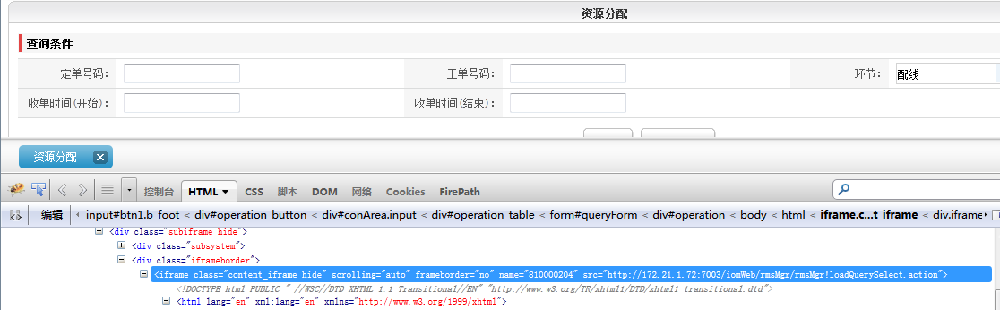 资源分配
查询条件
定单号码： 工单号码： 环节： 配线
收单时间(开始)： 收单时间(结束)：
资源分配
控制台 HTML CSS 脚本 DOM 网络 Cookies FirePath
编辑 input#btn1.b_foot < div#operation_button < div#conArea.input < div#operation_table < form#queryForm < div#operation < body < html < iframe.c...t_iframe < div.iframe
<div class="subiframe hide">
<div class="subsystem">
<div class="iframeborder">
<iframe class="content_iframe hide" scrolling="auto" frameborder="no" name="810000204" src="http://172.21.1.72:7003/iomWeb/rmsMgr/rmsMgr!loadQuerySelect.action">
<!DOCTYPE html PUBLIC "-//W3C//DTD XHTML 1.1 Transitional//EN" "http://www.w3.org/TR/xhtml1/DTD/xhtml1-transitional.dtd">
<html lang="en" xml:lang="en" xmlns="http://www.w3.org/1999/xhtml">